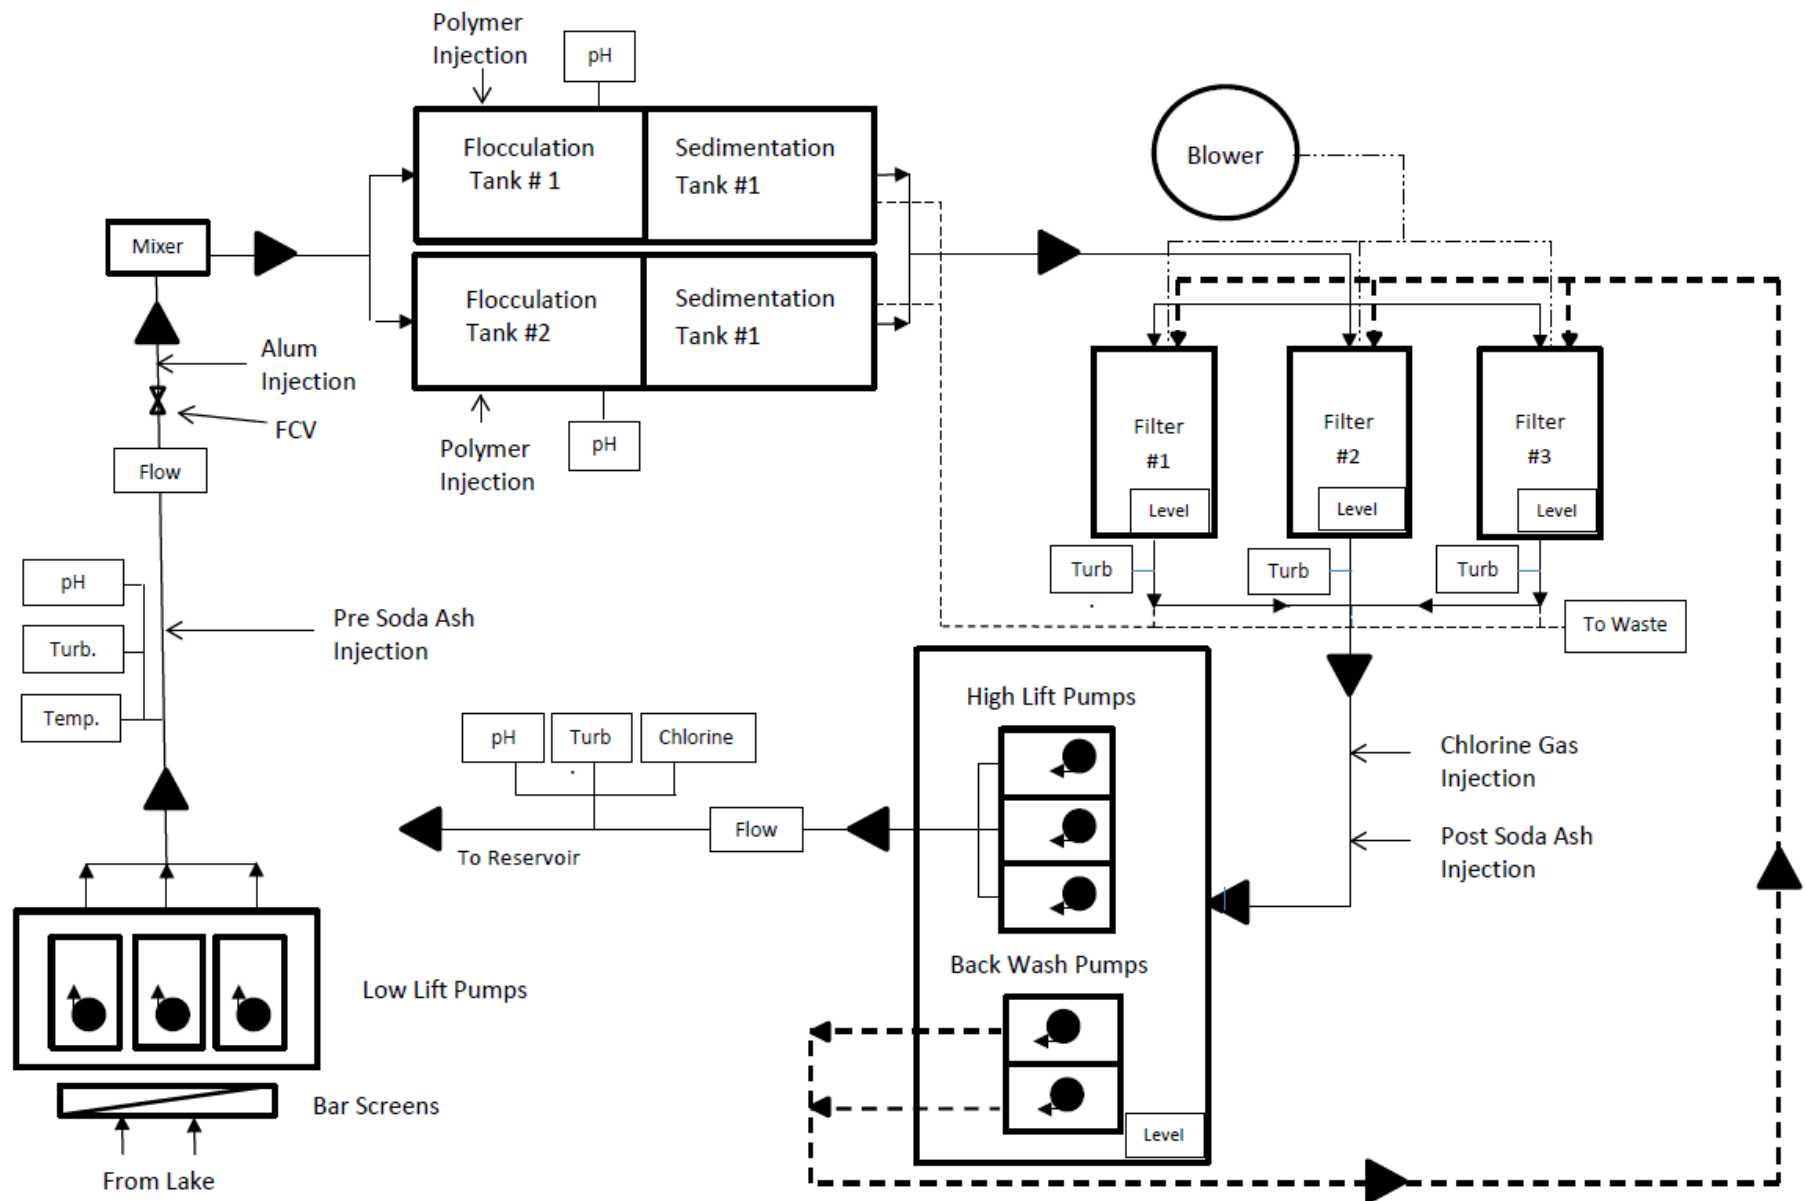 Polymer
Injection
pH
Flocculation
Tank # 1
Sedimentation
Tank #1
Blower
Mixer
Flocculation
Tank #2
Sedimentation
Tank #1
Alum
Injection
FCV
Polymer
Injection
pH
Flow
Filter
#1
Level
Filter
#2
Level
Filter
#3
Level
Turb
Turb
Turb
To Waste
pH
Turb.
Temp.
Pre Soda Ash
Injection
High Lift Pumps
pH
Turb
Chlorine
Flow
To Reservoir
Chlorine Gas
Injection
Post Soda Ash
Injection
Back Wash Pumps
Level
Low Lift Pumps
Bar Screens
From Lake